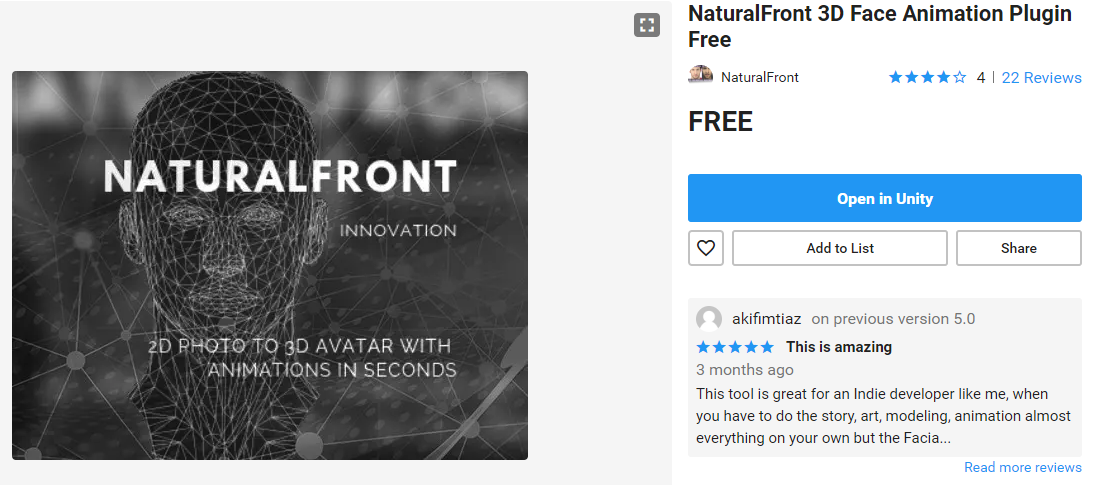 NATURALFRONT
INNOVATION
2D PHOTO TO 3D AVATAR WITH
ANIMATIONS IN SECONDS
NaturalFront 3D Face Animation Plugin
Free
NaturalFront
4 | 22 Reviews
FREE
Open in Unity
Add to List
Share
akifimtiaz on previous version 5.0
This is amazing
3 months ago
This tool is great for an Indie developer like me, when
you have to do the story, art, modeling, animation almost
everything on your own but the Facia...
Read more reviews